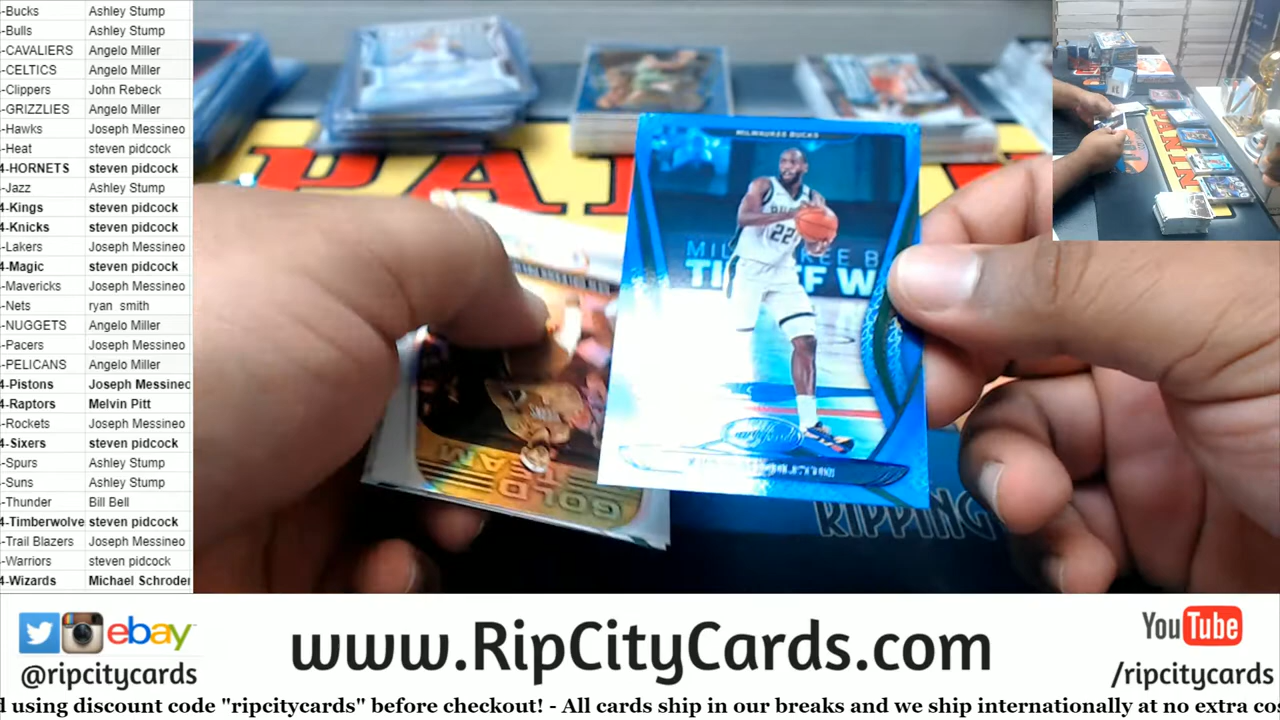 -Bucks Ashley Stump
-Bulls Ashley Stump
-CAVALIERS Angelo Miller
-CELTICS Angelo Miller
-Clippers John Rebeck
-GRIZZLIES Angelo Miller
-Hawks Joseph Messineo
-Heat steven pidcock
4-HORNETS steven pidcock
-Jazz Ashley Stump
4-Kings steven pidcock
4-Knicks steven pidcock
-Lakers Joseph Messineo
4-Magic steven pidcock
-Mavericks Joseph Messineo
-Nets ryan smith
-NUGGETS Angelo Miller
-Pacers Joseph Messineo
-PELICANS Angelo Miller
4-Pistons Joseph Messineo
4-Raptors Melvin Pitt
-Rockets Joseph Messineo
4-Sixers steven pidcock
-Spurs Ashley Stump
-Suns Ashley Stump
-Thunder Bill Bell
4-Timberwolve steven pidcock
-Trail Blazers Joseph Messineo
-Warriors steven pidcock
4-Wizards Michael Schroder
PANINI
MILWAUKEE BUCKS
22
GOLD
TEAM
RIPPING
ebay
@ripcitycards
www.RipCityCards.com
YouTube
/ripcitycards
d using discount code "ripcitycards" before checkout! - All cards ship in our breaks and we ship internationally at no extra cos